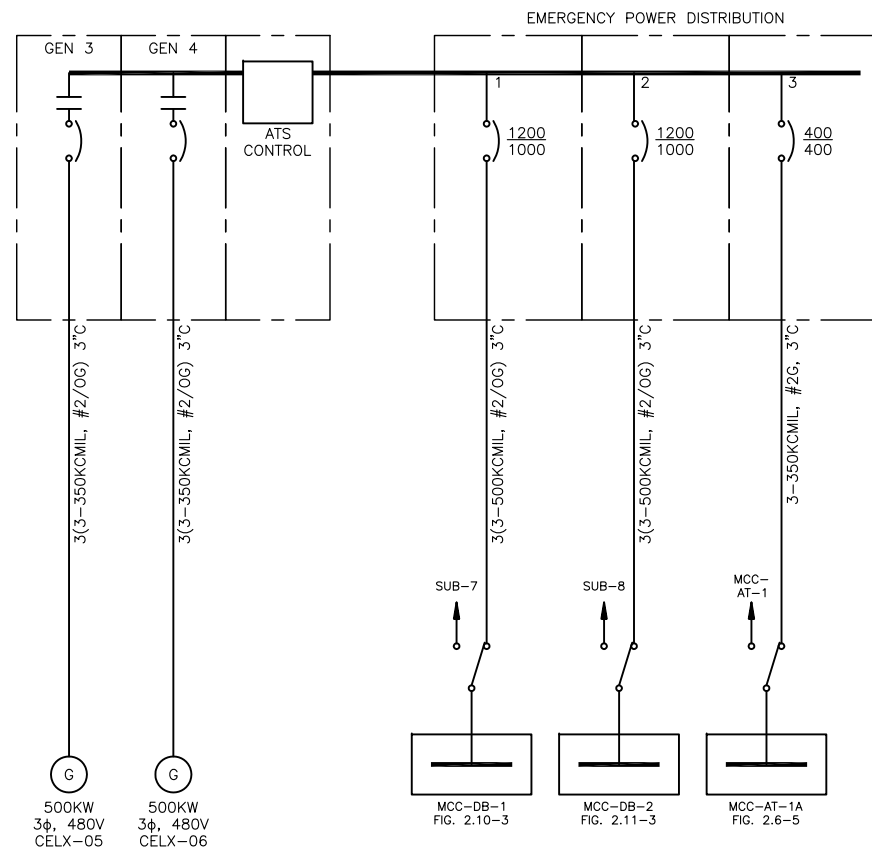 EMERGENCY POWER DISTRIBUTION
GEN 3
GEN 4
ATS
CONTROL
1
1200
1000
2
1200
1000
3
400
400
3(3-350KCMIL, #2/0G) 3"C
3(3-350KCMIL, #2/0G) 3"C
3(3-500KCMIL, #2/0G) 3"C
3(3-500KCMIL, #2/0G) 3"C
3-350KCMIL, #2G, 3"C
SUB-7
SUB-8
MCC-
AT-1
G
500KW
3ϕ, 480V
CELX-05
G
500KW
3ϕ, 480V
CELX-06
MCC-DB-1
FIG. 2.10-3
MCC-DB-2
FIG. 2.11-3
MCC-AT-1A
FIG. 2.6-5